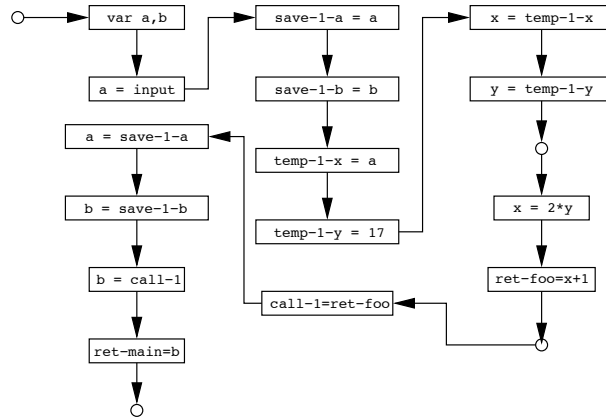 var a,b
a = input
save-1-a = a
save-1-b = b
temp-1-x = a
temp-1-y = 17
x = temp-1-x
y = temp-1-y
x = 2*y
ret-foo=x+1
call-1=ret-foo
a = save-1-a
b = save-1-b
b = call-1
ret-main=b